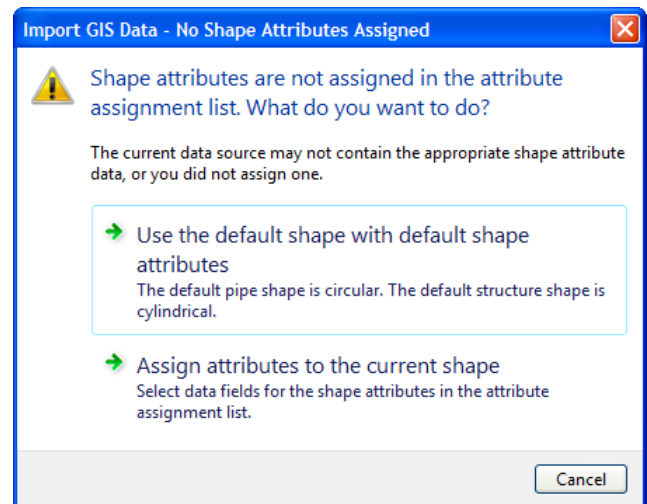 Import GIS Data - No Shape Attributes Assigned
Shape attributes are not assigned in the attribute
assignment list. What do you want to do?
The current data source may not contain the appropriate shape attribute
data, or you did not assign one.
Use the default shape with default shape
attributes
The default pipe shape is circular. The default structure shape is
cylindrical.
Assign attributes to the current shape
Select data fields for the shape attributes in the attribute
assignment list.
Cancel